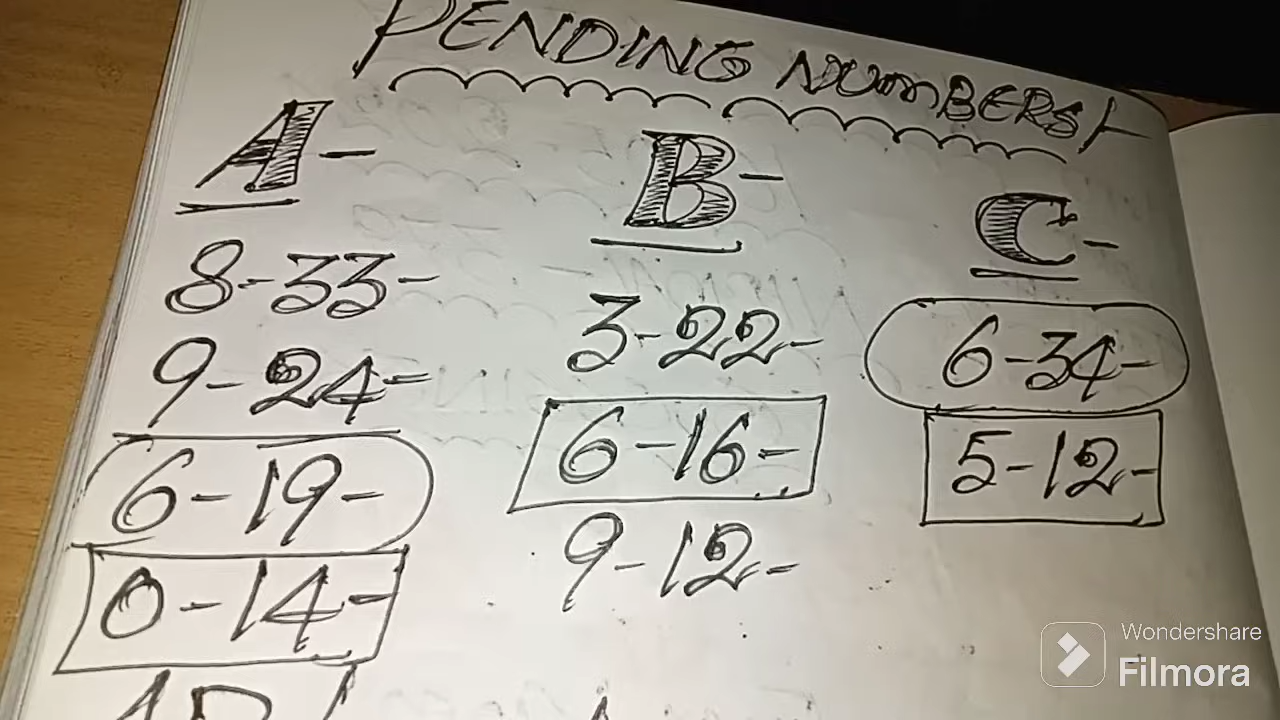 PENDING NUMBERS/-
A-
8-33-
9-24-
6-19-
0-14-
B-
3-22-
6-16-
9-12-
C-
6-34-
5-12-
Wondershare
Filmora